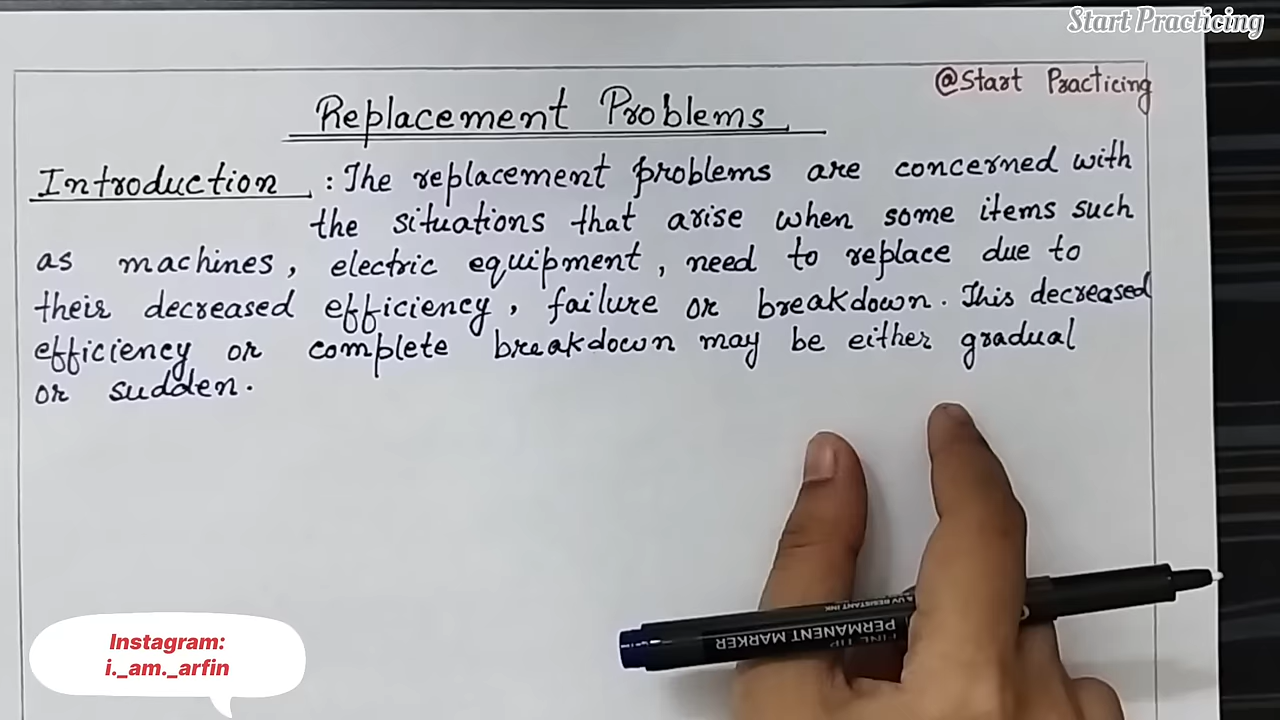 Start Practicing
@Start Practicing
Replacement Problems
Introduction : The replacement problems are concerned with
the situations that arise when some items such
as machines, electric equipment, need to replace due to
their decreased efficiency, failure or breakdown. This decreased
efficiency or complete breakdown may be either gradual
or sudden.
PERMANENT MARKER
Instagram:
i._am._arfin